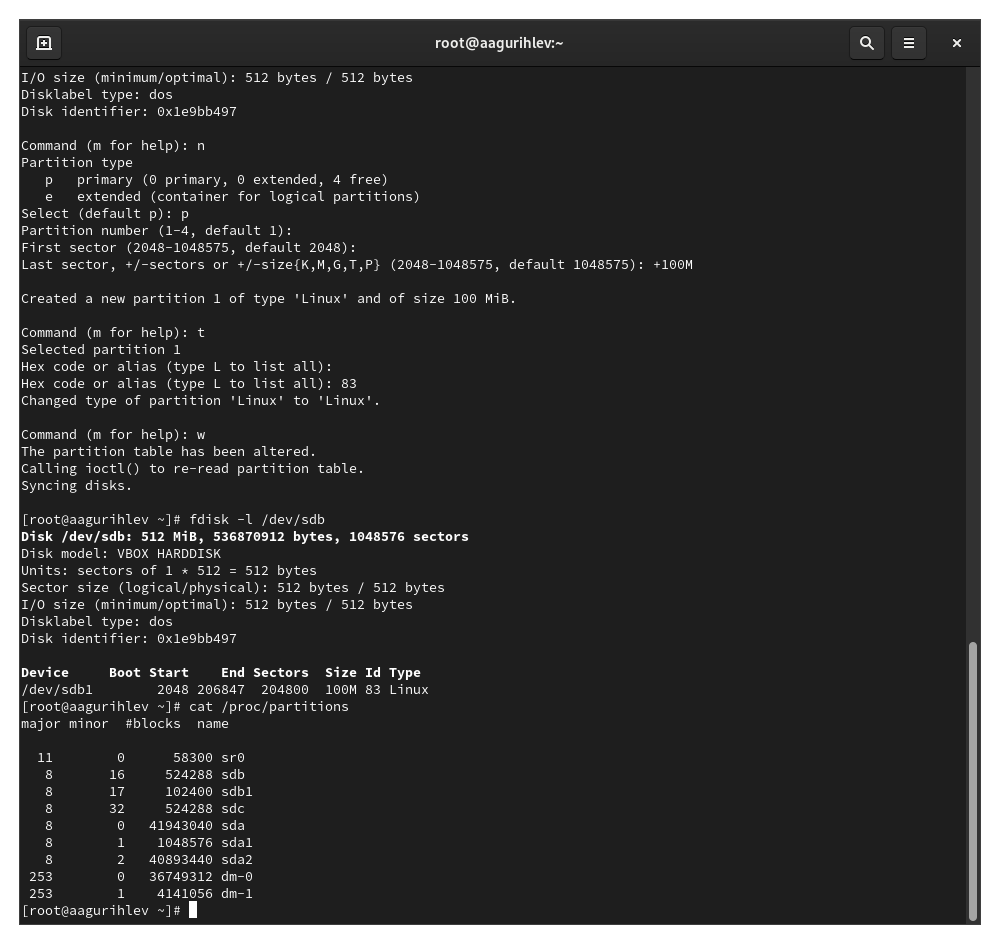 root@aagurihlev:~
I/O size (minimum/optimal): 512 bytes / 512 bytes
Disklabel type: dos
Disk identifier: 0x1e9bb497

Command (m for help): n
Partition type
   p   primary (0 primary, 0 extended, 4 free)
   e   extended (container for logical partitions)
Select (default p): p
Partition number (1-4, default 1):
First sector (2048-1048575, default 2048):
Last sector, +/-sectors or +/-size{K,M,G,T,P} (2048-1048575, default 1048575): +100M

Created a new partition 1 of type 'Linux' and of size 100 MiB.

Command (m for help): t
Selected partition 1
Hex code or alias (type L to list all):
Hex code or alias (type L to list all): 83
Changed type of partition 'Linux' to 'Linux'.

Command (m for help): w
The partition table has been altered.
Calling ioctl() to re-read partition table.
Syncing disks.

[root@aagurihlev ~]# fdisk -l /dev/sdb
Disk /dev/sdb: 512 MiB, 536870912 bytes, 1048576 sectors
Disk model: VBOX HARDDISK
Units: sectors of 1 * 512 = 512 bytes
Sector size (logical/physical): 512 bytes / 512 bytes
I/O size (minimum/optimal): 512 bytes / 512 bytes
Disklabel type: dos
Disk identifier: 0x1e9bb497

Device     Boot Start    End Sectors  Size Id Type
/dev/sdb1        2048 206847  204800  100M 83 Linux
[root@aagurihlev ~]# cat /proc/partitions
major minor  #blocks  name

  11        0      58300 sr0
   8       16     524288 sdb
   8       17     102400 sdb1
   8       32     524288 sdc
   8        0   41943040 sda
   8        1    1048576 sda1
   8        2   40893440 sda2
 253        0   36749312 dm-0
 253        1    4141056 dm-1
[root@aagurihlev ~]#